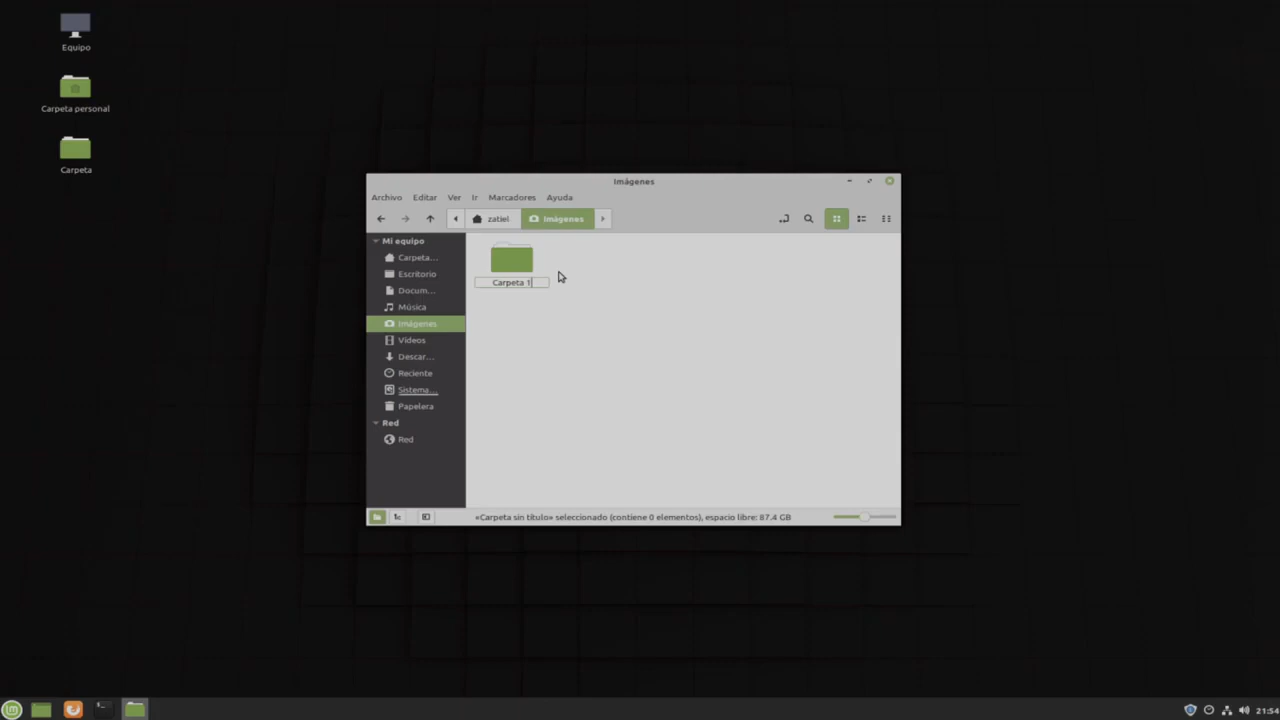 Equipo
Carpeta personal
Carpeta
Imágenes
Archivo Editar Ver Ir Marcadores Ayuda
zatiel Imágenes
Mi equipo
Carpeta...
Escritorio
Docum...
Música
Imágenes
Vídeos
Descar...
Reciente
Sistema...
Papelera
Red
Red
Carpeta 1
«Carpeta sin título» seleccionado (contiene 0 elementos), espacio libre: 87.4 GB
21:54